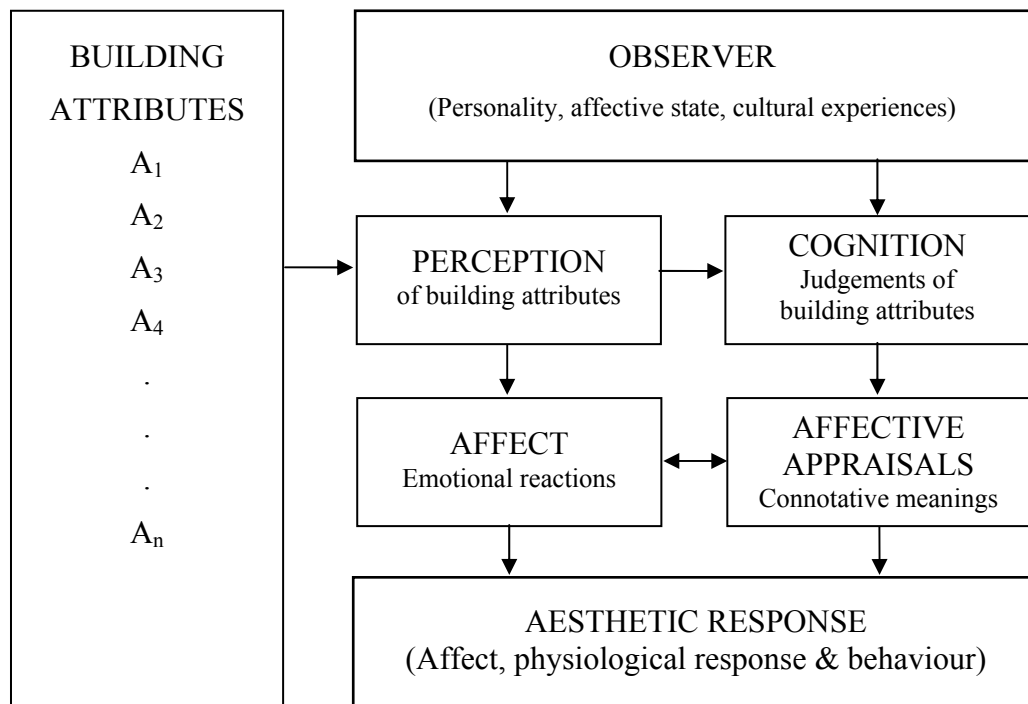 BUILDING
ATTRIBUTES
A₁
A₂
A₃
A₄
.
.
.
Aₙ
OBSERVER
(Personality, affective state, cultural experiences)
PERCEPTION
of building attributes
COGNITION
Judgements of
building attributes
AFFECT
Emotional reactions
AFFECTIVE
APPRAISALS
Connotative meanings
AESTHETIC RESPONSE
(Affect, physiological response & behaviour)